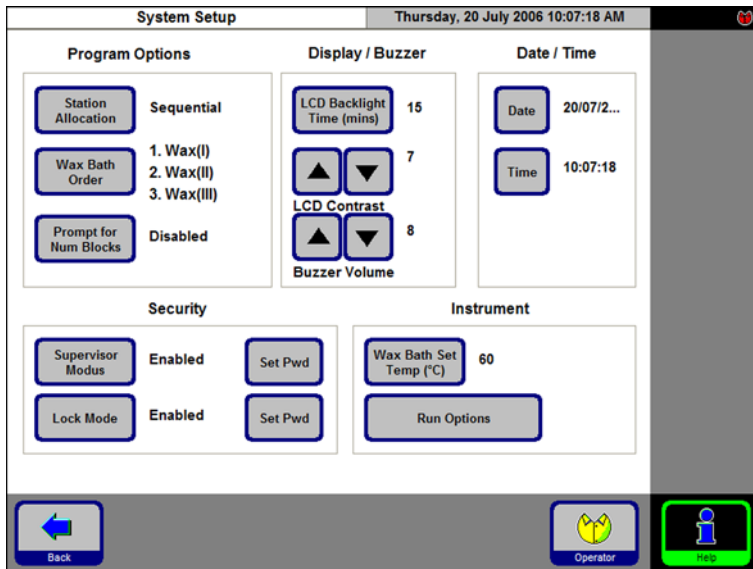 System Setup
Thursday, 20 July 2006 10:07:18 AM
Program Options
Display / Buzzer
Date / Time
Station
Allocation
Sequential
Wax Bath
Order
1. Wax(I)
2. Wax(II)
3. Wax(III)
Prompt for
Num Blocks
Disabled
LCD Backlight
Time (mins)
15
7
LCD Contrast
8
Buzzer Volume
Date
20/07/2...
Time
10:07:18
Security
Instrument
Supervisor
Modus
Enabled
Set Pwd
Lock Mode
Enabled
Set Pwd
Wax Bath Set
Temp (°C)
60
Run Options
Back
Operator
Help